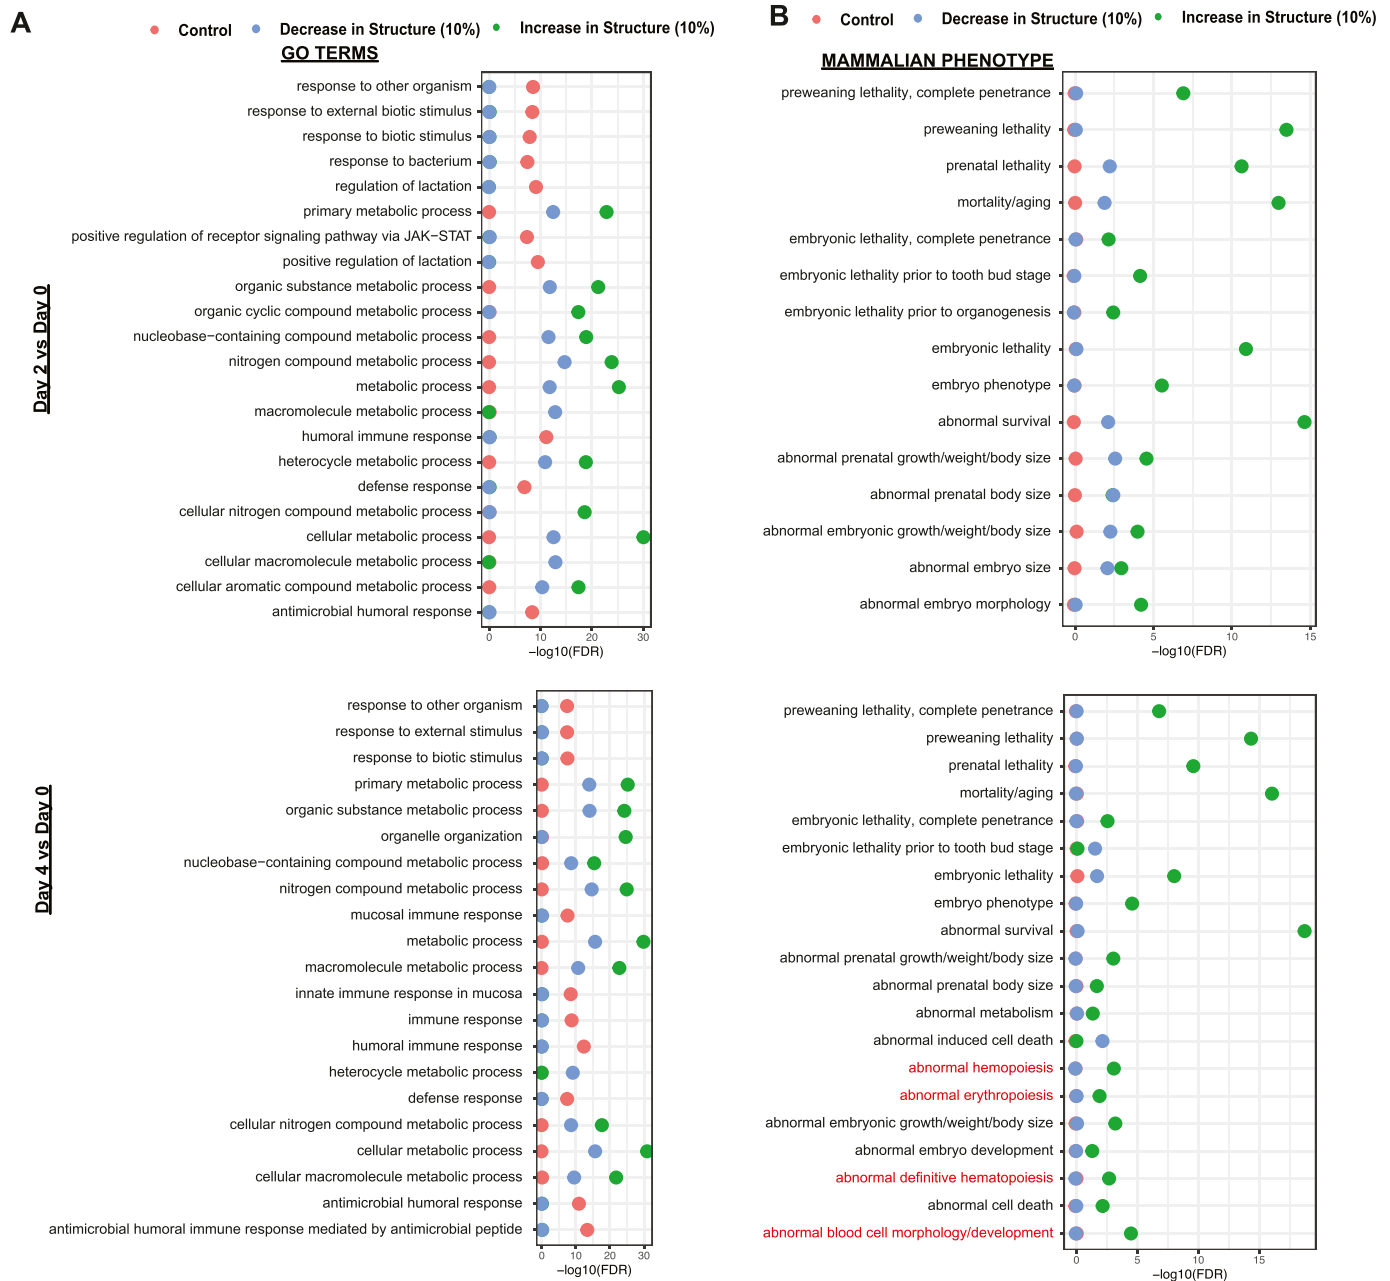 A
Control
Decrease in Structure (10%)
Increase in Structure (10%)
GO TERMS
Day 2 vs Day 0
response to other organism
response to external biotic stimulus
response to biotic stimulus
response to bacterium
regulation of lactation
primary metabolic process
positive regulation of receptor signaling pathway via JAK−STAT
positive regulation of lactation
organic substance metabolic process
organic cyclic compound metabolic process
nucleobase−containing compound metabolic process
nitrogen compound metabolic process
metabolic process
macromolecule metabolic process
humoral immune response
heterocycle metabolic process
defense response
cellular nitrogen compound metabolic process
cellular metabolic process
cellular macromolecule metabolic process
cellular aromatic compound metabolic process
antimicrobial humoral response
0 10 20 30
−log10(FDR)
Day 4 vs Day 0
response to other organism
response to external stimulus
response to biotic stimulus
primary metabolic process
organic substance metabolic process
organelle organization
nucleobase−containing compound metabolic process
nitrogen compound metabolic process
mucosal immune response
metabolic process
macromolecule metabolic process
innate immune response in mucosa
immune response
humoral immune response
heterocycle metabolic process
defense response
cellular nitrogen compound metabolic process
cellular metabolic process
cellular macromolecule metabolic process
antimicrobial humoral response
antimicrobial humoral immune response mediated by antimicrobial peptide
0 10 20 30
−log10(FDR)
B
Control
Decrease in Structure (10%)
Increase in Structure (10%)
MAMMALIAN PHENOTYPE
preweaning lethality, complete penetrance
preweaning lethality
prenatal lethality
mortality/aging
embryonic lethality, complete penetrance
embryonic lethality prior to tooth bud stage
embryonic lethality prior to organogenesis
embryonic lethality
embryo phenotype
abnormal survival
abnormal prenatal growth/weight/body size
abnormal prenatal body size
abnormal embryonic growth/weight/body size
abnormal embryo size
abnormal embryo morphology
0 5 10 15
−log10(FDR)
preweaning lethality, complete penetrance
preweaning lethality
prenatal lethality
mortality/aging
embryonic lethality, complete penetrance
embryonic lethality prior to tooth bud stage
embryonic lethality
embryo phenotype
abnormal survival
abnormal prenatal growth/weight/body size
abnormal prenatal body size
abnormal metabolism
abnormal induced cell death
abnormal hemopoiesis
abnormal erythropoiesis
abnormal embryonic growth/weight/body size
abnormal embryo development
abnormal definitive hematopoiesis
abnormal cell death
abnormal blood cell morphology/development
0 5 10 15
−log10(FDR)